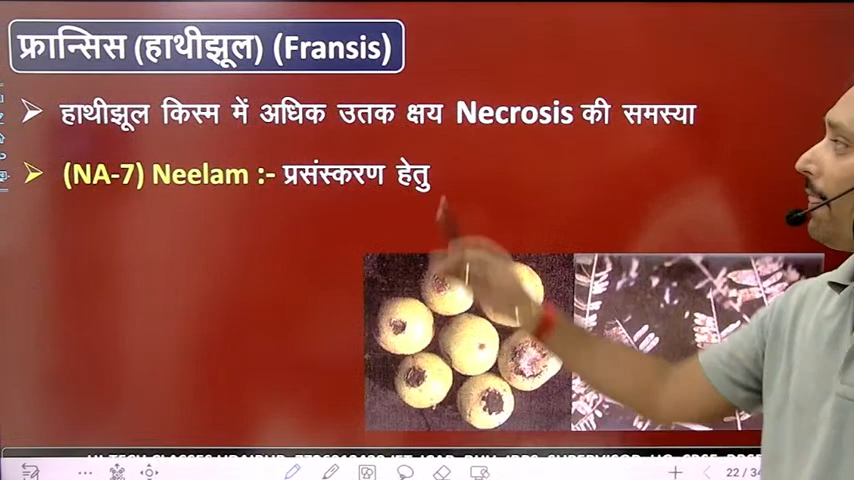 फ्रान्सिस (हाथीझूल) (Fransis)
हाथीझूल किस्म में अधिक उतक क्षय Necrosis की समस्या
(NA-7) Neelam :- प्रसंस्करण हेतु
22 / 34